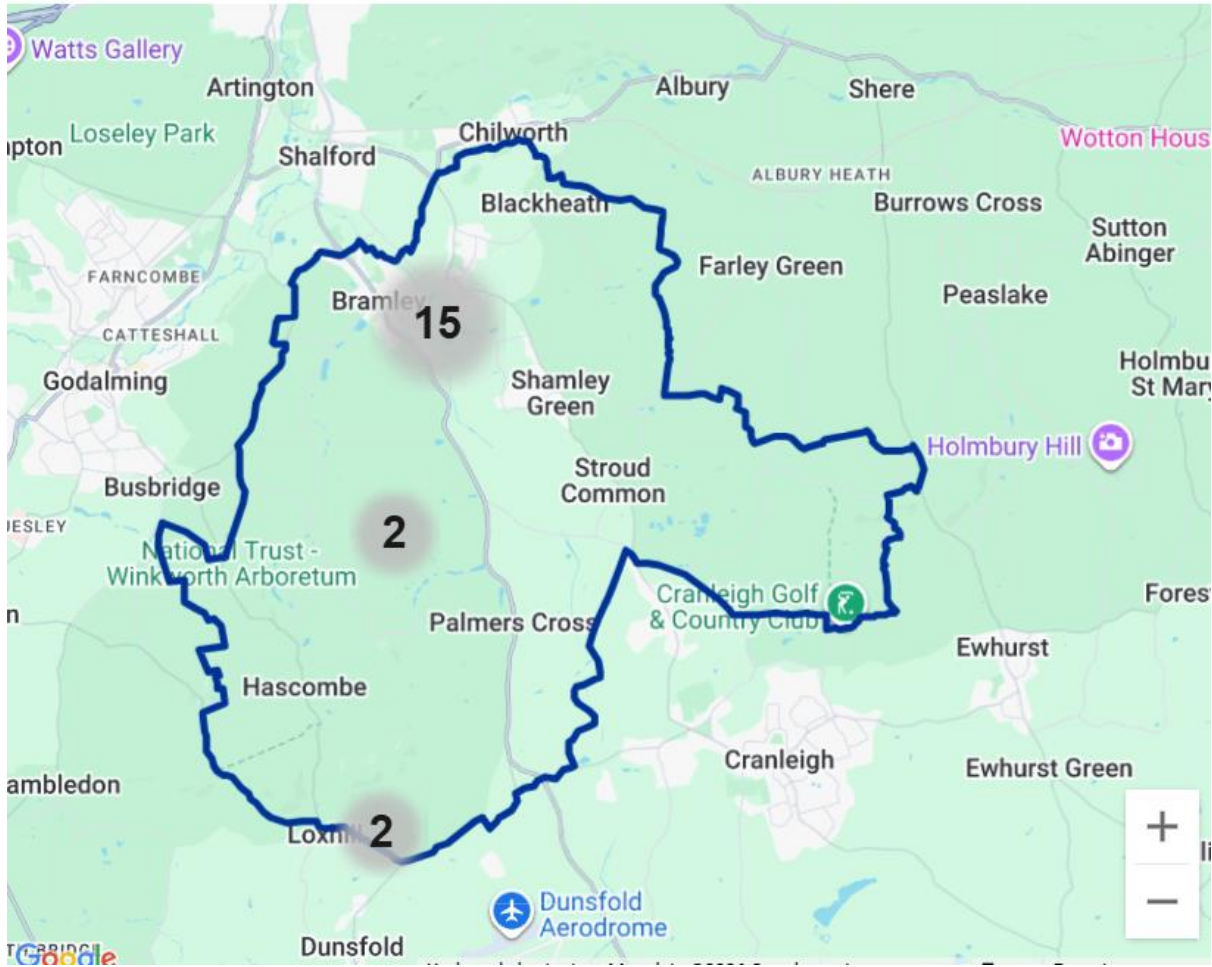 Watts Gallery
Artington
Albury
Shere
Loseley Park
Chilworth
Shalford
Wotton Hous
ALBURY HEATH
Blackheath
Burrows Cross
Sutton
Abinger
FARNCOMBE
Farley Green
Bramley
15
Peaslake
CATTESHALL
Godalming
Shamley
Green
Holmbu
St Mary
Holmbury Hill
Stroud
Common
Busbridge
2
National Trust -
Winkworth Arboretum
Cranleigh Golf
& Country Club
Fores
Palmers Cross
Ewhurst
Hascombe
Cranleigh
Ewhurst Green
ambledon
+
Loxhill
2
−
Dunsfold
Aerodrome
Dunsfold
Google